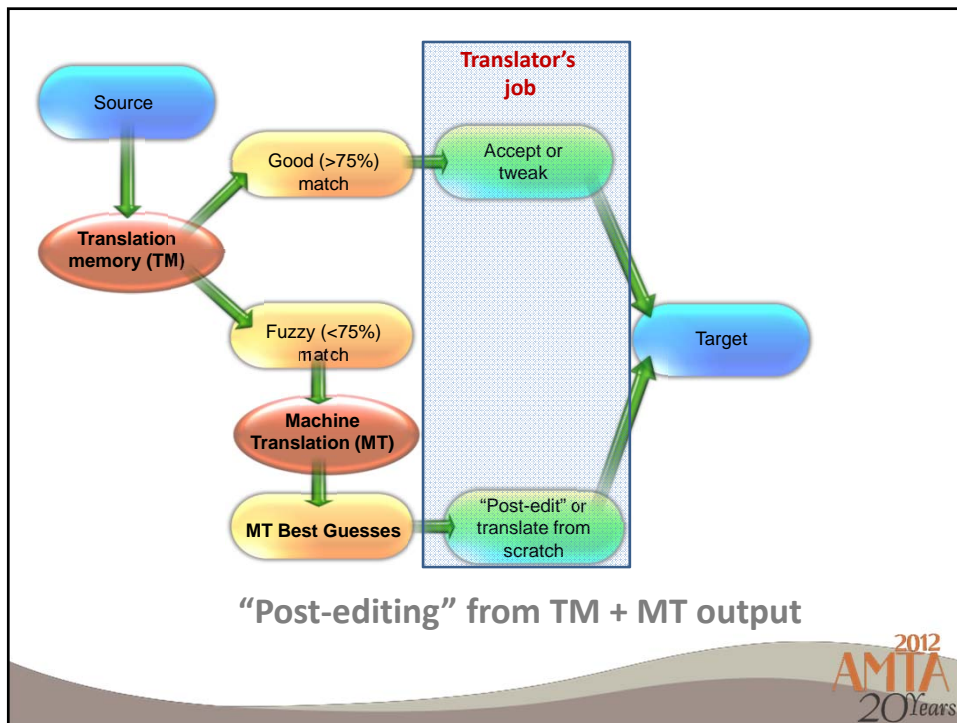 Translator's
job
Source
Good (>75%)
match
Accept or
tweak
Translation
memory (TM)
Fuzzy (<75%)
match
Target
Machine
Translation (MT)
MT Best Guesses
“Post-edit” or
translate from
scratch
“Post-editing” from TM + MT output
2012
AMTA
20Years